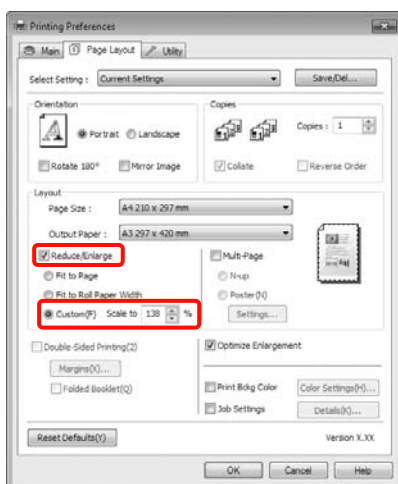 Printing Preferences
Main Page Layout Utility
Select Setting : Current Settings Save/Del...
Orientation Copies
Portrait Landscape Copies : 1
Rotate 180° Mirror Image Collate Reverse Order
Layout
Page Size : A4 210 x 297 mm
Output Paper : A3 297 x 420 mm
Reduce/Enlarge Multi-Page
Fit to Page N-up
Fit to Roll Paper Width Poster(N)
Custom(F) Scale to 138 % Settings...
Double-Sided Printing(2) Optimize Enlargement
Margins(X)...
Folded Booklet(Q) Print Bckg Color Color Settings(H)...
Job Settings Details(K)...
Reset Defaults(Y) Version X.XX
OK Cancel Help